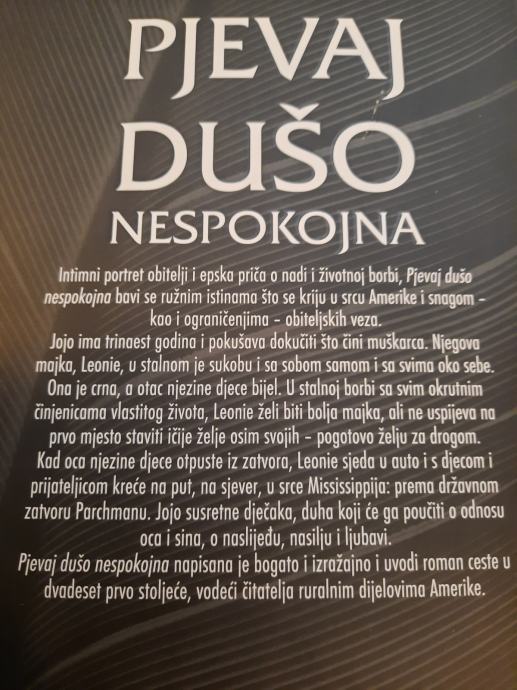 PJEVAJ
DUŠO
NESPOKOJNA
Intimni portret obitelji i epska priča o nadi i životnoj borbi, Pjevaj dušo
nespokojna bavi se ružnim istinama što se kriju u srcu Amerike i snagom –
kao i ograničenjima – obiteljskih veza.
Jojo ima trinaest godina i pokušava dokučiti što čini muškarca. Njegova
majka, Leonie, u stalnom je sukobu i sa sobom samom i sa svima oko sebe.
Ona je crna, a otac njezine djece bijel. U stalnoj borbi sa svim okrutnim
činjenicama vlastitog života, Leonie želi biti bolja majka, ali ne uspijeva na
prvo mjesto staviti ičije želje osim svojih – pogotovo želju za drogom.
Kad oca njezine djece otpuste iz zatvora, Leonie sjeda u auto i s djecom i
prijateljicom kreće na put, na sjever, u srce Mississippija: prema državnom
zatvoru Parchmanu. Jojo susretne dječaka, duha koji će ga poučiti o odnosu
oca i sina, o naslijeđu, nasilju i ljubavi.
Pjevaj dušo nespokojna napisana je bogato i izražajno i uvodi roman ceste u
dvadeset prvo stoljeće, vodeći čitatelja ruralnim dijelovima Amerike.